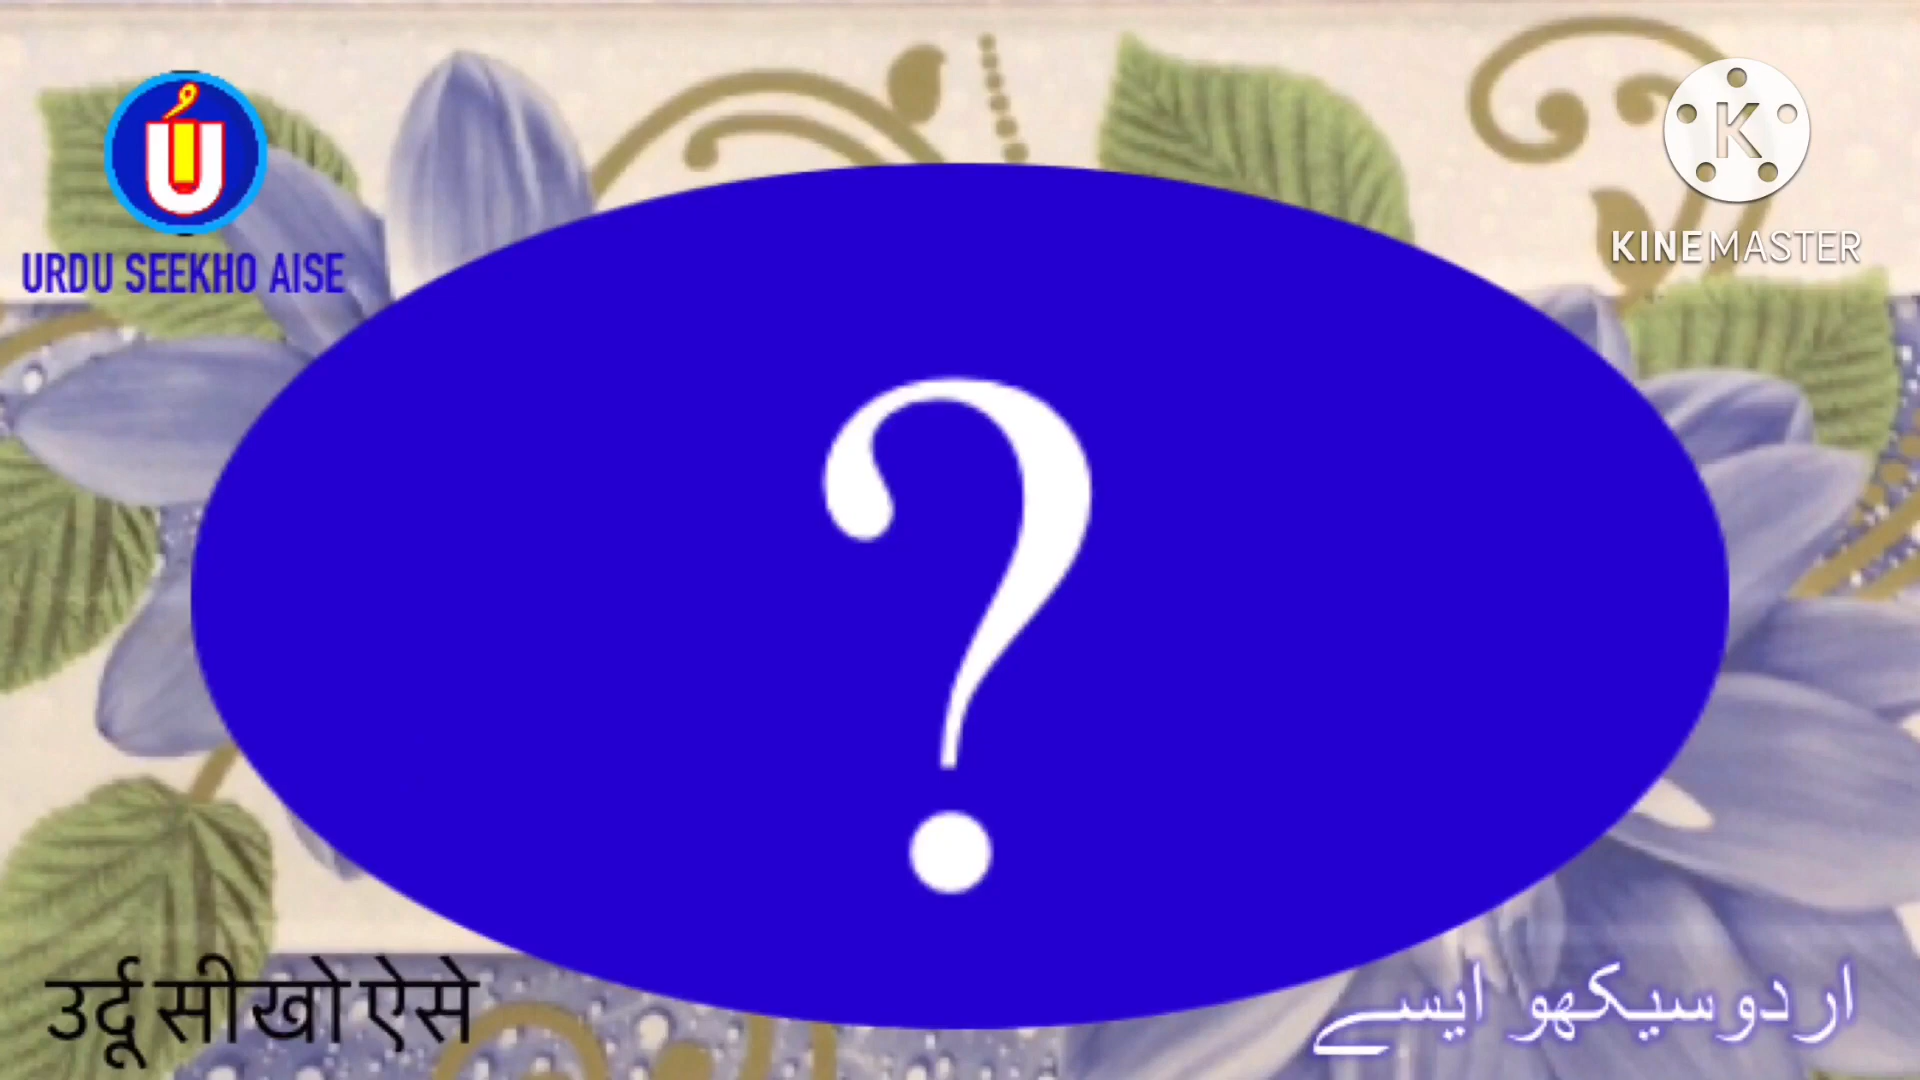 URDU SEEKHO AISE
K
KINEMASTER
?
उर्दू सीखो ऐसे
اردو سیکھو ایسے